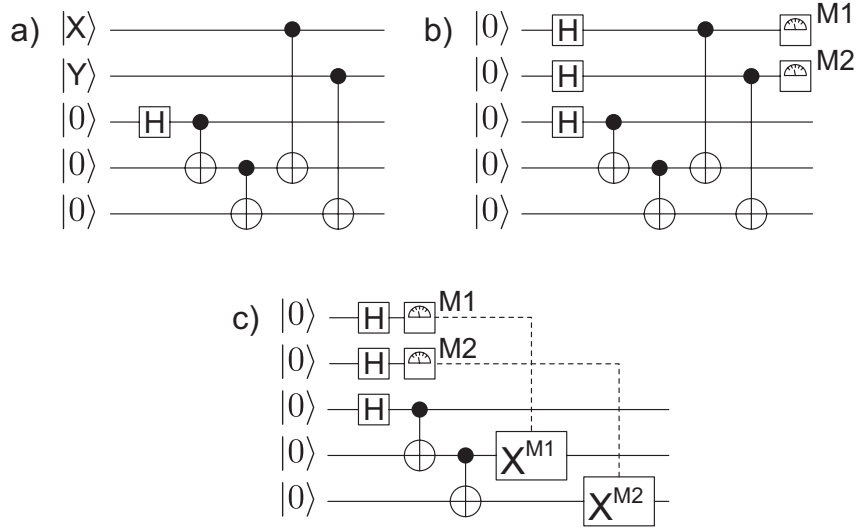 a) |X⟩
|Y⟩
|0⟩ H
|0⟩
|0⟩
b) |0⟩ H M1
|0⟩ H M2
|0⟩ H
|0⟩
|0⟩
c) |0⟩ H M1
|0⟩ H M2
|0⟩ H
|0⟩ X^M1
|0⟩ X^M2